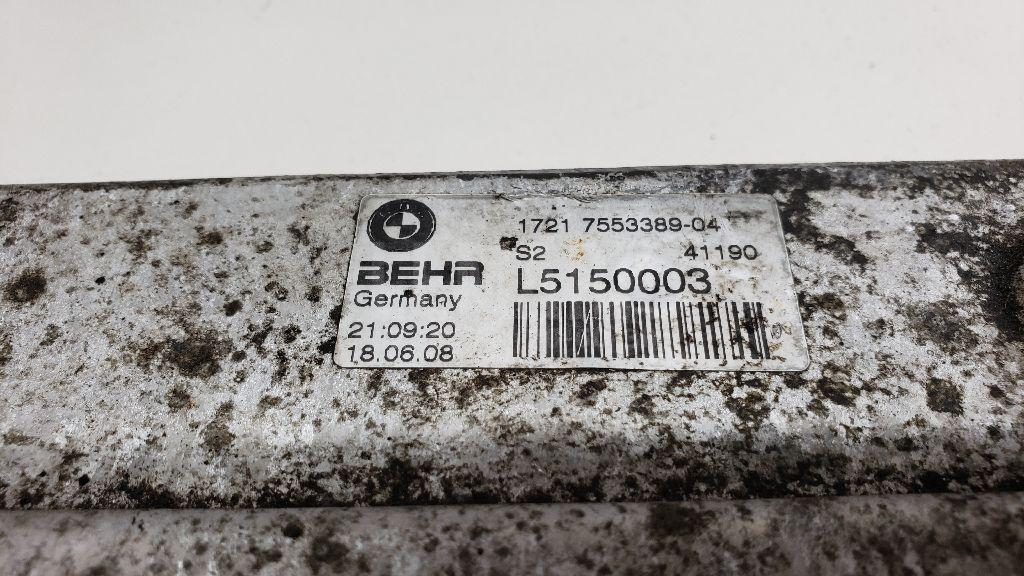 1721 7553389-04
S2 41190
BEHR
L5150003
Germany
21:09:20
18.06.08